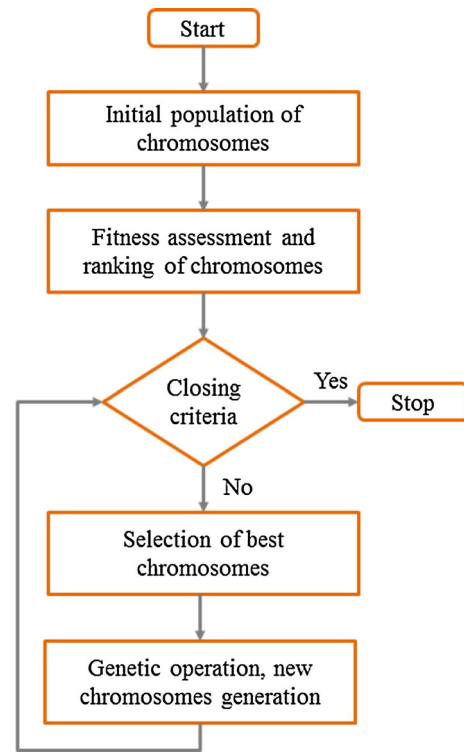 Start
Initial population of
chromosomes
Fitness assessment and
ranking of chromosomes
Closing
criteria
Yes
Stop
No
Selection of best
chromosomes
Genetic operation, new
chromosomes generation